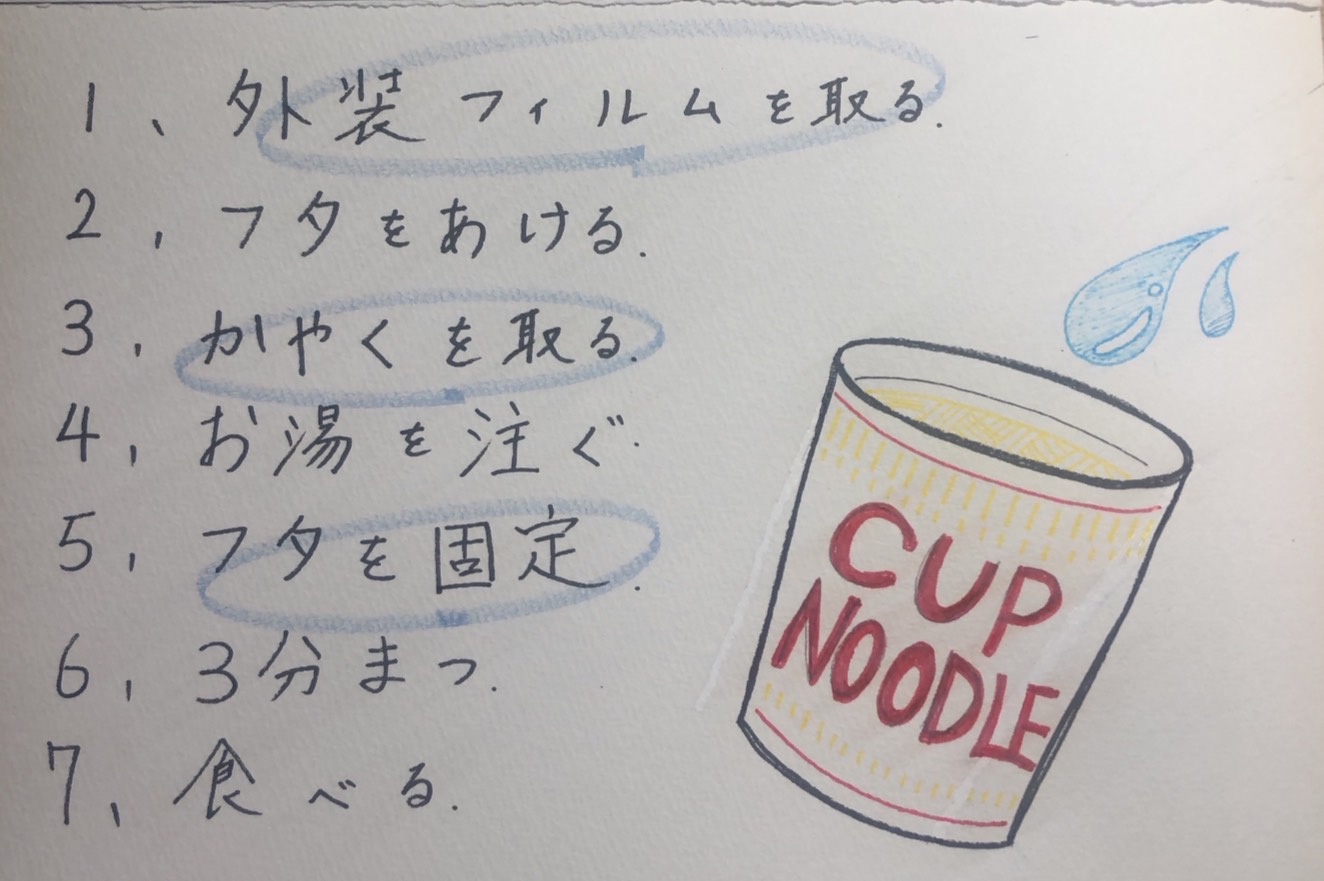 1、外装フィルムを取る.
2、フタをあける.
3、かやくを取る.
4、お湯を注ぐ.
5、フタを固定.
6、3分まつ.
7、食べる.
CUP
NOODLE